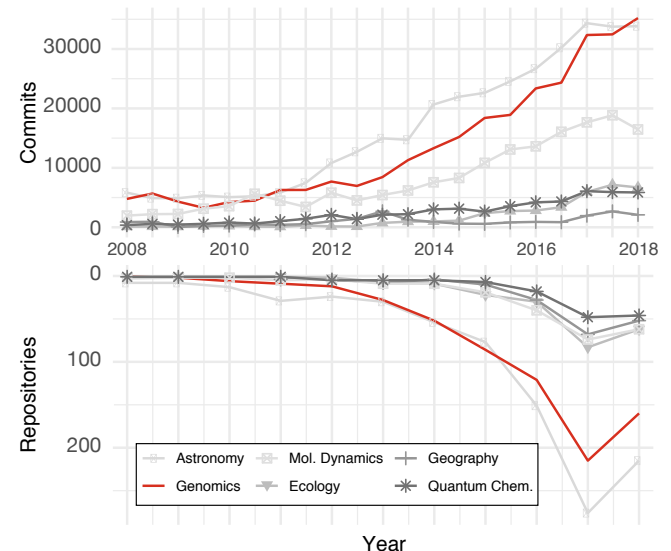 Commits
30000
20000
10000
0
2008 2010 2012 2014 2016 2018
Repositories
0
100
200
Astronomy Mol. Dynamics Geography
Genomics Ecology Quantum Chem.
Year